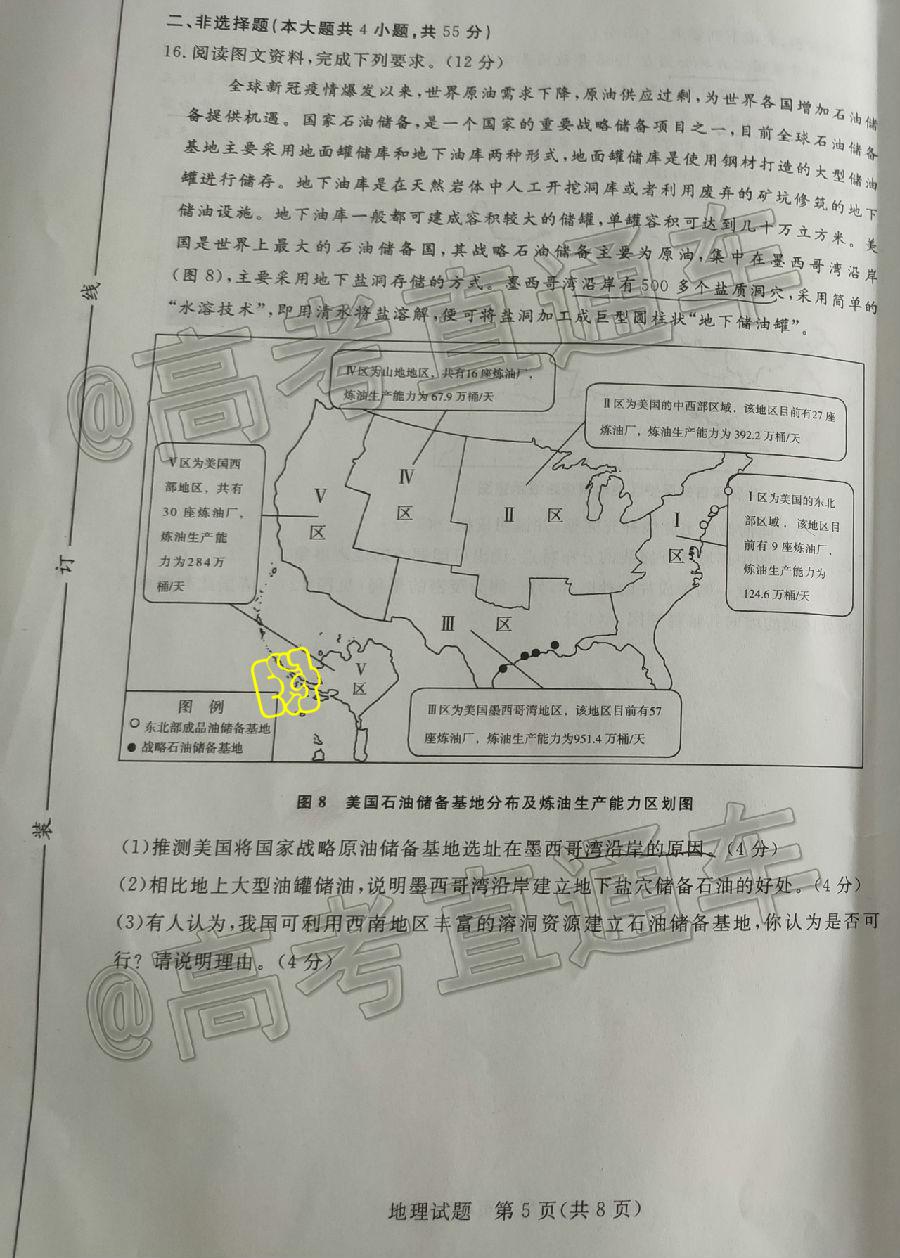 二、非选择题(本大题共 4 小题,共 55 分)
16.阅读图文资料,完成下列要求。(12 分)
全球新冠疫情爆发以来,世界原油需求下降,原油供应过剩,为世界各国增加石油储
备提供机遇。国家石油储备,是一个国家的重要战略储备项目之一,目前全球石油储备
基地主要采用地面罐储库和地下油库两种形式,地面罐储库是使用钢材打造的大型储油
罐进行储存。地下油库是在天然岩体中人工开挖洞库或者利用废弃的矿坑修筑的地下
储油设施。地下油库一般都可建成容积较大的储罐,单罐容积可达到几十万立方米。美
国是世界上最大的石油储备国,其战略石油储备主要为原油,集中在墨西哥湾沿岸
(图 8),主要采用地下盐洞存储的方式。墨西哥湾沿岸有 500 多个盐质洞穴,采用简单的
“水溶技术”,即用清水将盐溶解,便可将盐洞加工成巨型圆柱状“地下储油罐”。
Ⅳ区为山地地区，共有16座炼油厂，
炼油生产能力为 67.9 万桶/天
Ⅱ区为美国的中西部区域，该地区目前有27座
炼油厂，炼油生产能力为 392.2 万桶/天
Ⅴ区为美国西
部地区，共有
30 座炼油厂，
炼油生产能
力为284万
桶/天
Ⅰ区为美国的东北
部区域，该地区目
前有 9 座炼油厂，
炼油生产能力为
124.6 万桶/天
Ⅴ
区
Ⅳ
区
Ⅱ 区
Ⅰ
区
Ⅲ 区
Ⅴ
区
Ⅲ区为美国墨西哥湾地区，该地区目前有57
座炼油厂，炼油生产能力为951.4 万桶/天
图 例
东北部成品油储备基地
战略石油储备基地
图 8 美国石油储备基地分布及炼油生产能力区划图
(1)推测美国将国家战略原油储备基地选址在墨西哥湾沿岸的原因。(4 分)
(2)相比地上大型油罐储油,说明墨西哥湾沿岸建立地下盐穴储备石油的好处。(4 分)
(3)有人认为,我国可利用西南地区丰富的溶洞资源建立石油储备基地,你认为是否可
行? 请说明理由。(4 分)
地理试题 第 5 页(共 8 页)
线
订
装
@高考直通车
@高考直通车